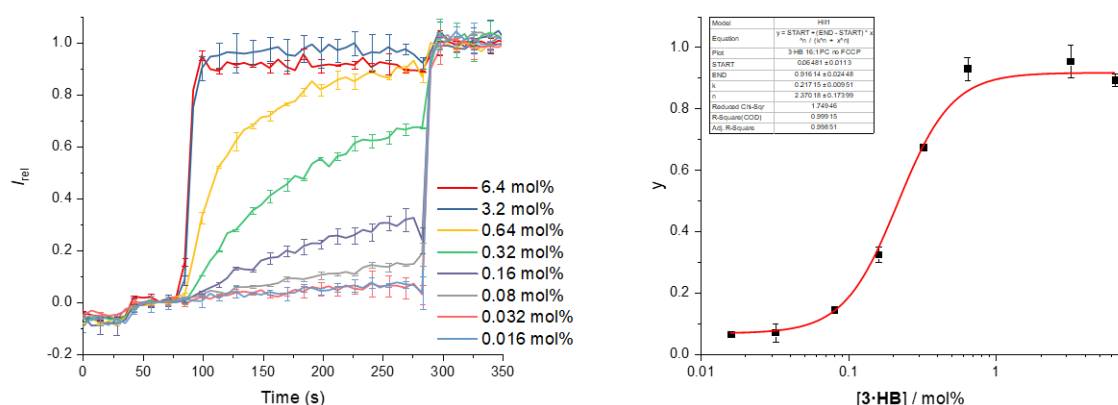 1.0
0.8
0.6
0.4
0.2
0.0
-0.2
I rel
0 50 100 150 200 250 300 350
Time (s)
6.4 mol%
3.2 mol%
0.64 mol%
0.32 mol%
0.16 mol%
0.08 mol%
0.032 mol%
0.016 mol%
Model Hill1
Equation y = START + (END - START) * x
^n / (k^n + x^n)
Plot 3 HB 16:1 PC no FCCP
START 0.06481 ± 0.0113
END 0.91614 ± 0.02448
k 0.21715 ± 0.00951
n 2.37018 ± 0.17399
Reduced Chi-Sqr 1.74946
R-Square(COD) 0.99915
Adj. R-Square 0.99851
1.0
0.8
0.6
0.4
0.2
0.0
y
0.01 0.1 1
[3·HB] / mol%